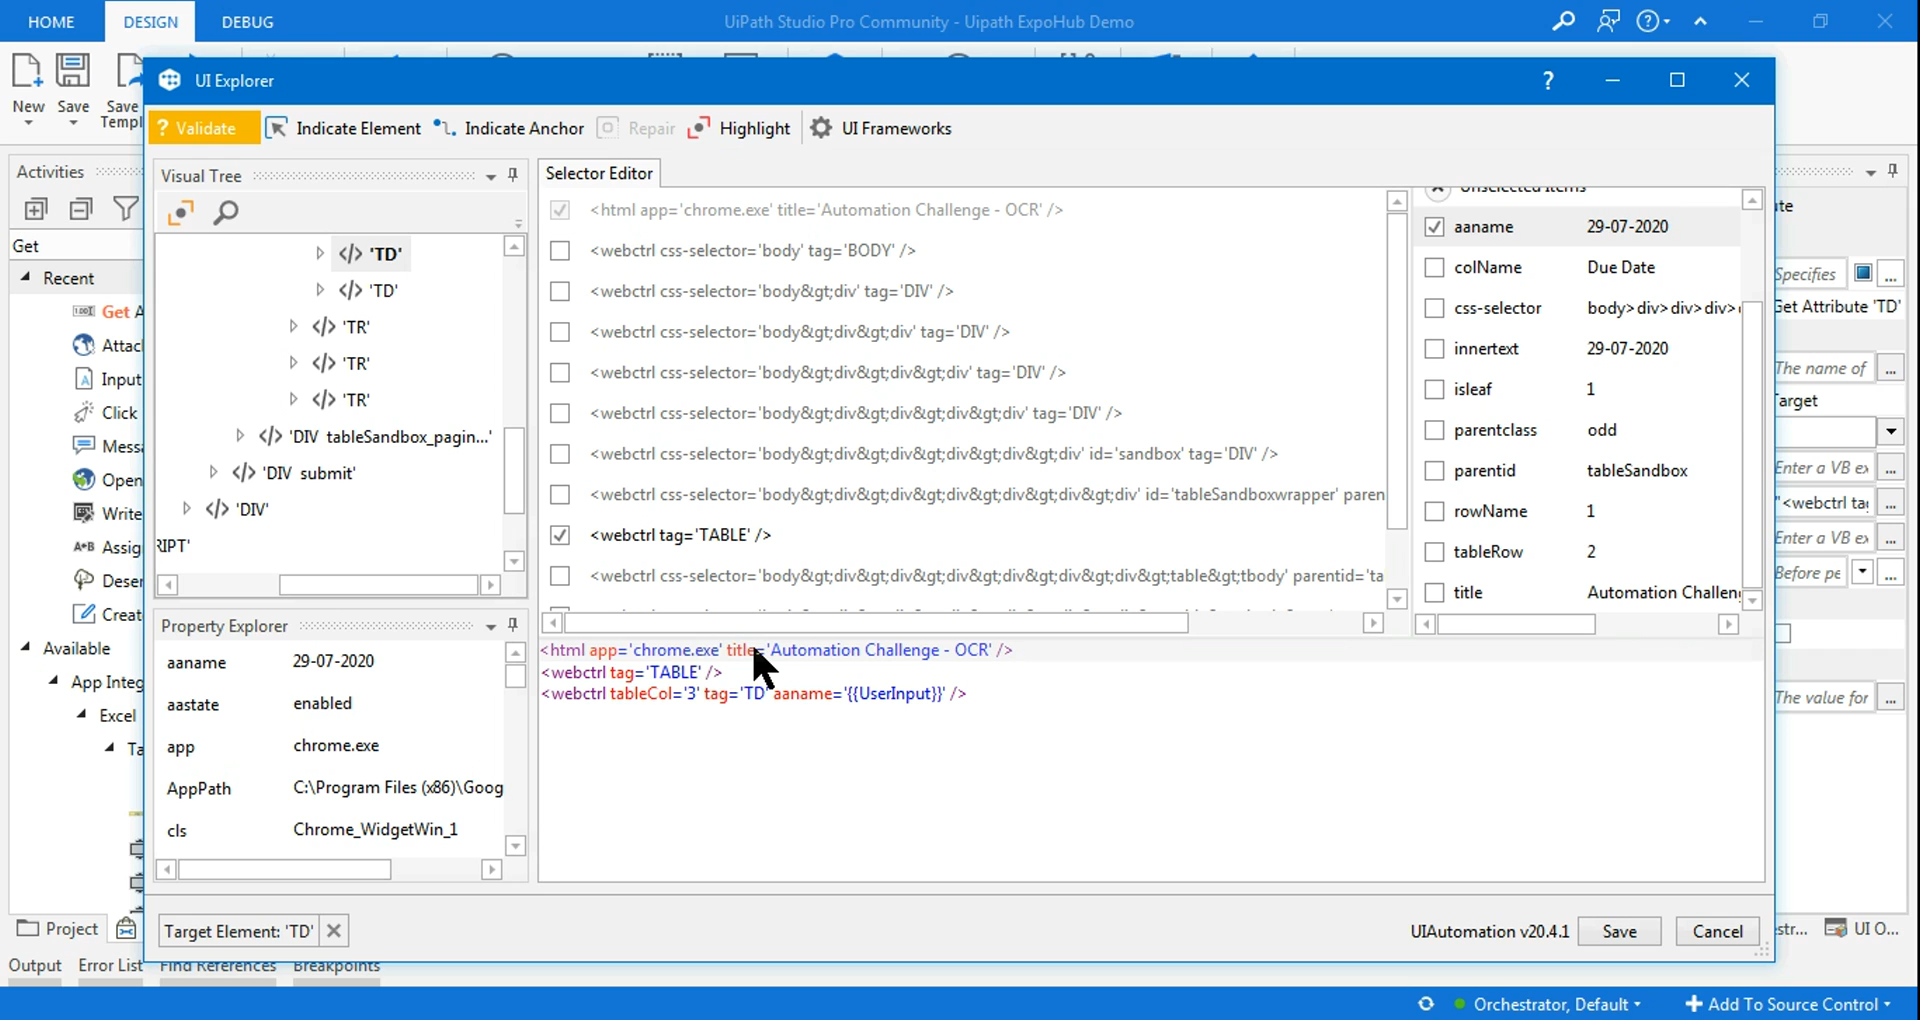 HOME DESIGN DEBUG UiPath Studio Pro Community - Uipath ExpoHub Demo
New Save Save
Templ
UI Explorer
? Validate Indicate Element Indicate Anchor Repair Highlight UI Frameworks
Activities
Get
Recent
Get A
Attac
Input
Click
Messa
Open
Write
A*B Assig
Deser
Creat
Available
App Integ
Excel
Ta
Visual Tree
</> 'TD'
</> 'TD'
</> 'TR'
</> 'TR'
</> 'TR'
</> 'DIV tableSandbox_pagin...'
</> 'DIV submit'
</> 'DIV'
RIPT'
Property Explorer
aaname 29-07-2020
aastate enabled
app chrome.exe
AppPath C:\Program Files (x86)\Goog
cls Chrome_WidgetWin_1
Selector Editor
<html app='chrome.exe' title='Automation Challenge - OCR' />
<webctrl css-selector='body' tag='BODY' />
<webctrl css-selector='body&gt;div' tag='DIV' />
<webctrl css-selector='body&gt;div&gt;div' tag='DIV' />
<webctrl css-selector='body&gt;div&gt;div&gt;div' tag='DIV' />
<webctrl css-selector='body&gt;div&gt;div&gt;div&gt;div' tag='DIV' />
<webctrl css-selector='body&gt;div&gt;div&gt;div&gt;div&gt;div' id='sandbox' tag='DIV' />
<webctrl css-selector='body&gt;div&gt;div&gt;div&gt;div&gt;div&gt;div' id='tableSandboxwrapper' paren
<webctrl tag='TABLE' />
<webctrl css-selector='body&gt;div&gt;div&gt;div&gt;div&gt;div&gt;div&gt;table&gt;tbody' parentid='ta
Unselected Items
aaname 29-07-2020
colName Due Date
css-selector body>div>div>div>
innertext 29-07-2020
isleaf 1
parentclass odd
parentid tableSandbox
rowName 1
tableRow 2
title Automation Challeng
<html app='chrome.exe' title='Automation Challenge - OCR' />
<webctrl tag='TABLE' />
<webctrl tableCol='3' tag='TD' aaname='{{UserInput}}' />
Target Element: 'TD'
UIAutomation v20.4.1 Save Cancel
ute
Specifies ...
Get Attribute 'TD'
The name of ...
Target
Enter a VB ex ...
"<webctrl tag ...
Enter a VB ex ...
Before pe ...
The value for ...
Project
str... UI O...
Output Error List Find References Breakpoints
Orchestrator, Default Add To Source Control